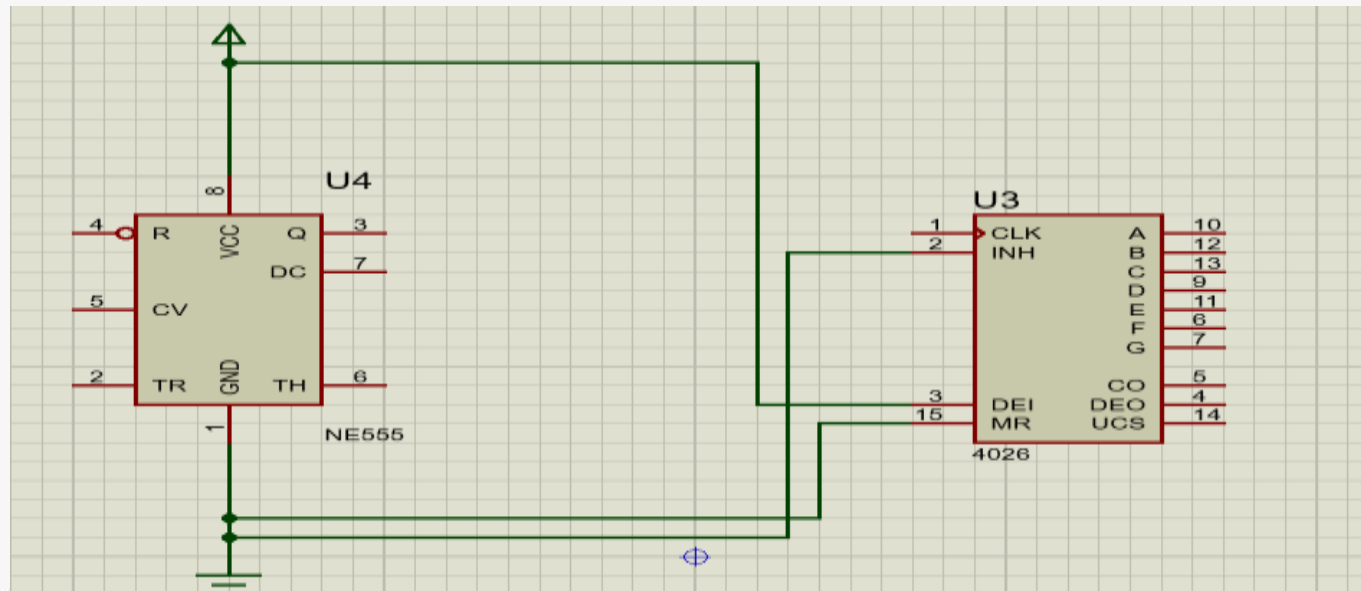 U4
8
4 R VCC Q 3
DC 7
5 CV
2 TR GND TH 6
1
NE555
U3
1 CLK A 10
2 INH B 12
C 13
D 9
E 11
F 6
G 7
CO 5
3 DEI DEO 4
15 MR UCS 14
4026